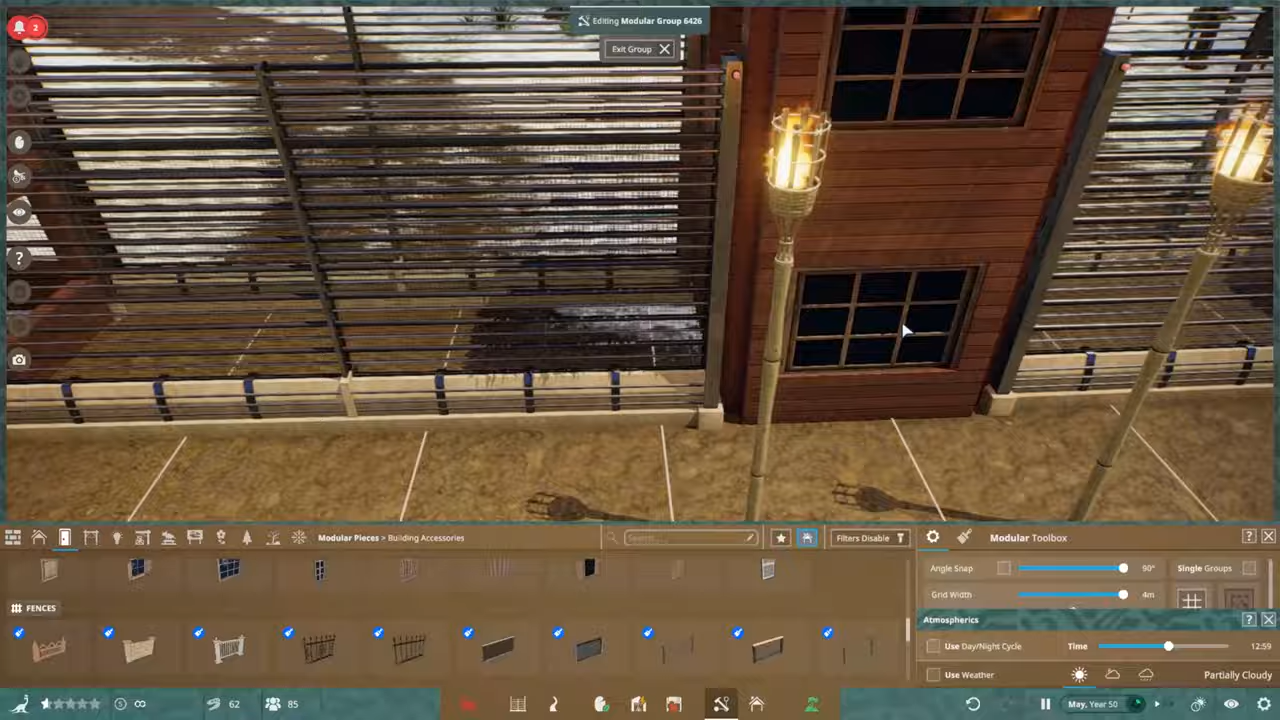 2
Editing Modular Group 6426
Exit Group
?
Modular Pieces > Building Accessories
Search...
Filters Disable
Modular Toolbox
?
Angle Snap
90°
Single Groups
Grid Width
4m
FENCES
Atmospherics
?
Use Day/Night Cycle
Time
12:59
Use Weather
Partially Cloudy
∞
62
85
May, Year 50